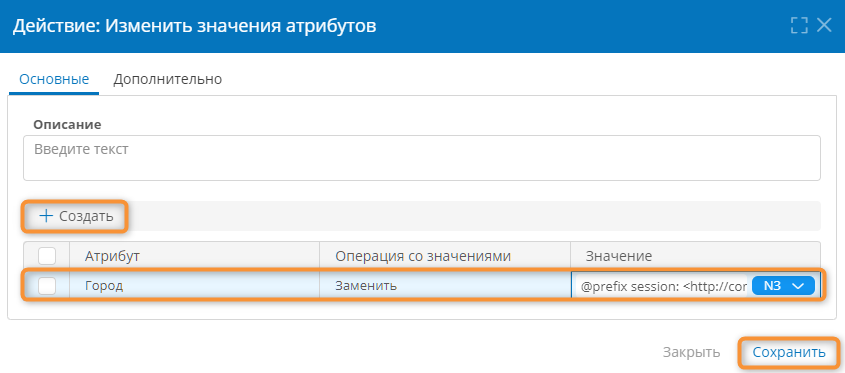 Действие: Изменить значения атрибутов
Основные Дополнительно
Описание
Введите текст
+ Создать
Атрибут Операция со значениями Значение
Город Заменить @prefix session: <http://cor N3
Закрыть Сохранить